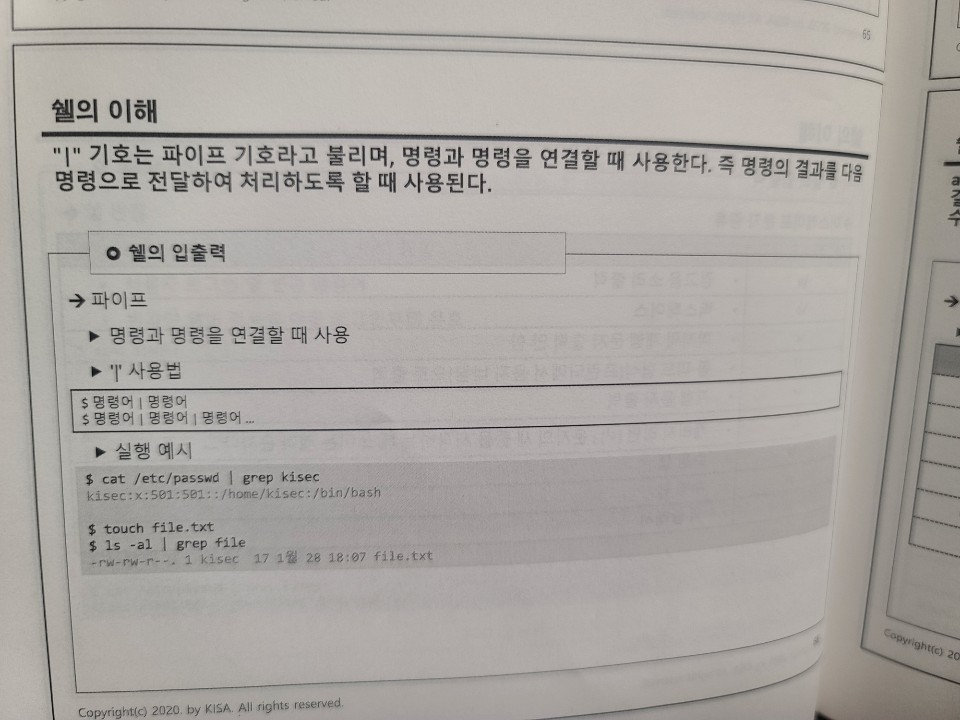 65
쉘의 이해
"|" 기호는 파이프 기호라고 불리며, 명령과 명령을 연결할 때 사용한다. 즉 명령의 결과를 다음
명령으로 전달하여 처리하도록 할 때 사용된다.
쉘의 입출력
→ 파이프
▶ 명령과 명령을 연결할 때 사용
▶ '|' 사용법
$ 명령어 | 명령어
$ 명령어 | 명령어 | 명령어 ...
▶ 실행 예시
$ cat /etc/passwd | grep kisec
kisec:x:501:501::/home/kisec:/bin/bash
$ touch file.txt
$ ls -al | grep file
-rw-rw-r--. 1 kisec 17 1월 28 18:07 file.txt
Copyright(c) 2020. by KISA. All rights reserved.
Copyright(c) 20